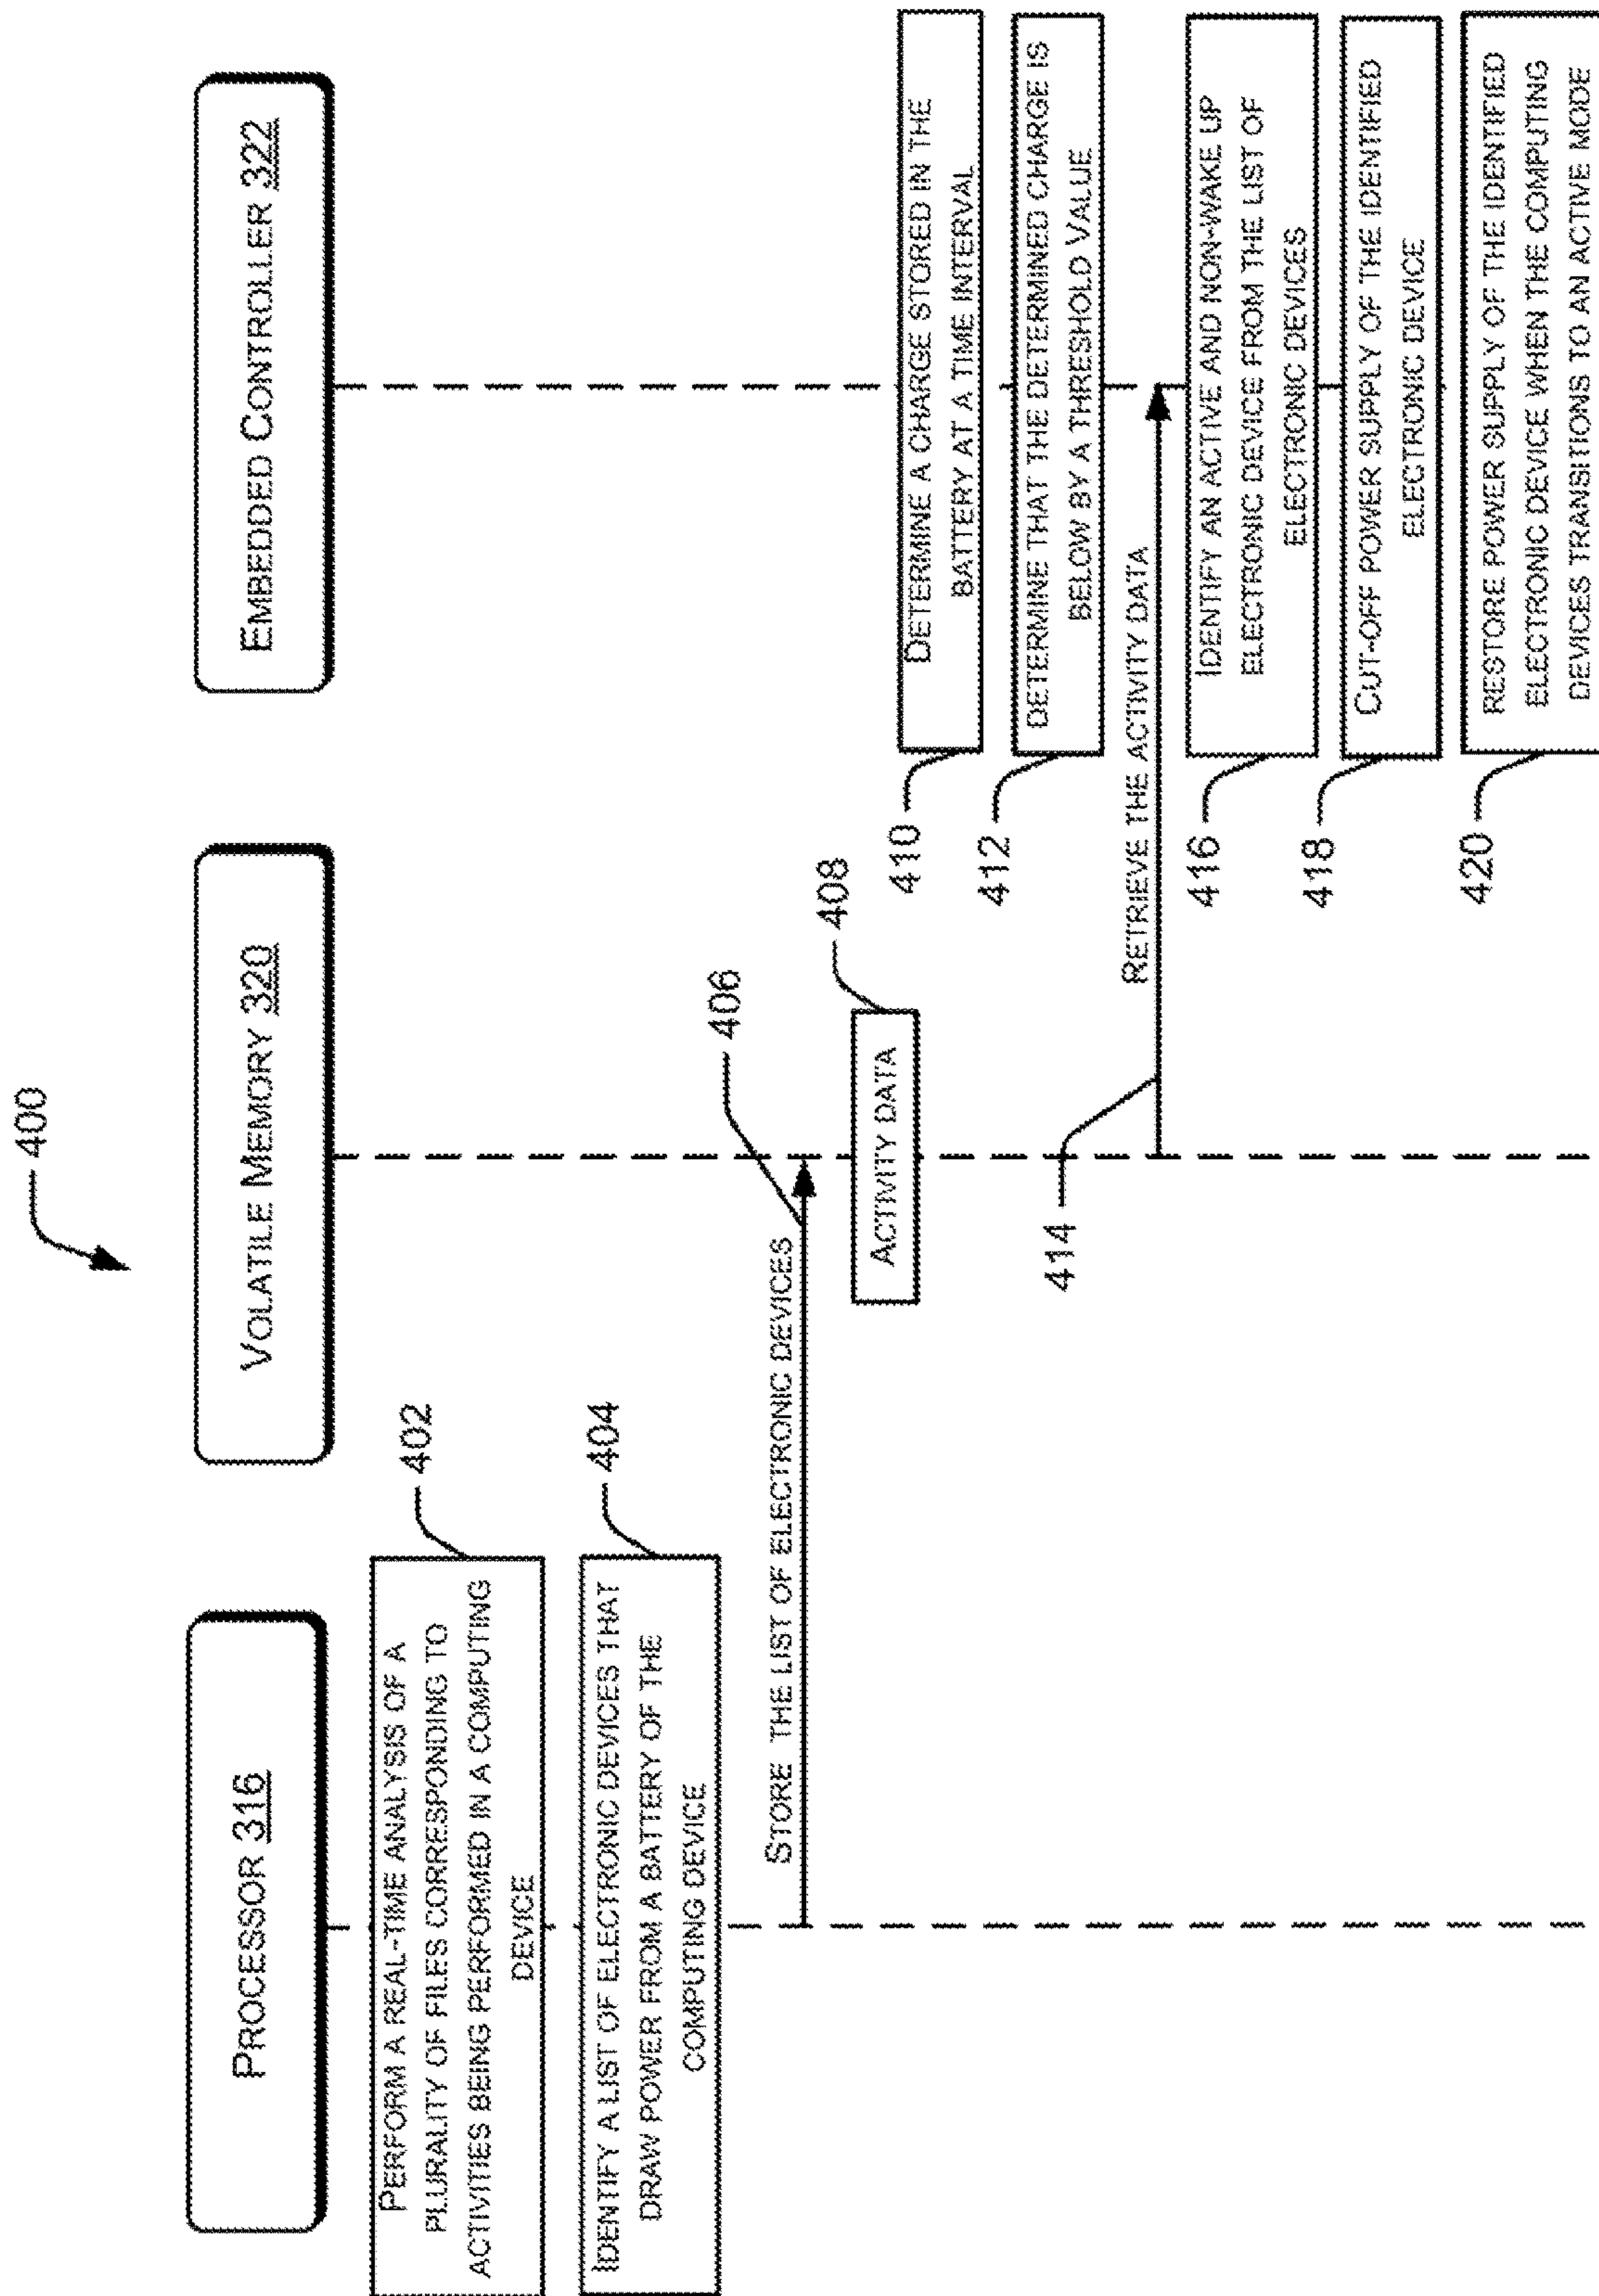 400
PROCESSOR 316
VOLATILE MEMORY 320
EMBEDDED CONTROLLER 322
PERFORM A REAL-TIME ANALYSIS OF A
PLURALITY OF FILES CORRESPONDING TO
ACTIVITIES BEING PERFORMED IN A COMPUTING
DEVICE
402
IDENTIFY A LIST OF ELECTRONIC DEVICES THAT
DRAW POWER FROM A BATTERY OF THE
COMPUTING DEVICE
404
STORE THE LIST OF ELECTRONIC DEVICES
406
ACTIVITY DATA
408
DETERMINE A CHARGE STORED IN THE
BATTERY AT A TIME INTERVAL
410
DETERMINE THAT THE DETERMINED CHARGE IS
BELOW BY A THRESHOLD VALUE
412
RETRIEVE THE ACTIVITY DATA
414
IDENTIFY AN ACTIVE AND NON-WAKE UP
ELECTRONIC DEVICE FROM THE LIST OF
ELECTRONIC DEVICES
416
CUT-OFF POWER SUPPLY OF THE IDENTIFIED
ELECTRONIC DEVICE
418
RESTORE POWER SUPPLY OF THE IDENTIFIED
ELECTRONIC DEVICE WHEN THE COMPUTING
DEVICES TRANSITIONS TO AN ACTIVE MODE
420